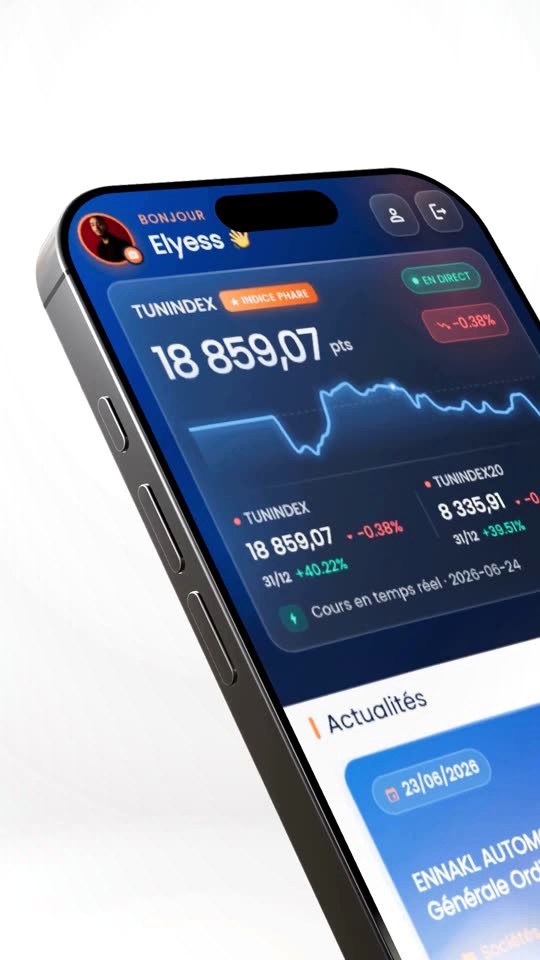 BONJOUR
Elyess 👋
TUNINDEX
★ INDICE PHARE
EN DIRECT
18 859,07 pts
-0.38%
TUNINDEX
18 859,07
-0.38%
31/12 +40.22%
TUNINDEX20
8 335,91
31/12 +39.51%
Cours en temps réel · 2026-06-24
Actualités
23/06/2026
ENNAKL
Générale
Sociétés